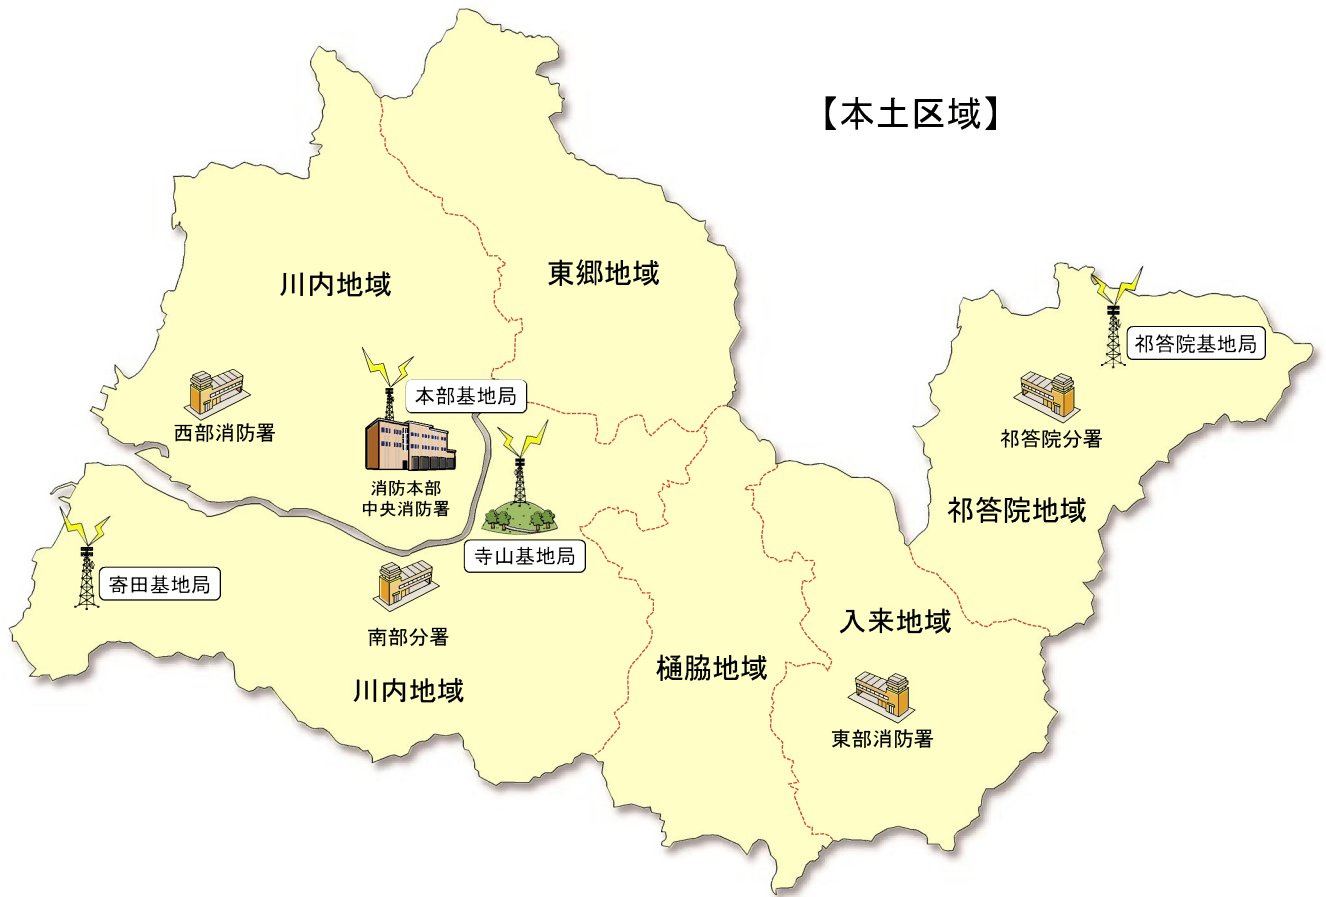 【本土区域】
東郷地域
川内地域
祁答院基地局
本部基地局
西部消防署
祁答院分署
消防本部
中央消防署
祁答院地域
寺山基地局
寄田基地局
南部分署
入来地域
樋脇地域
川内地域
東部消防署